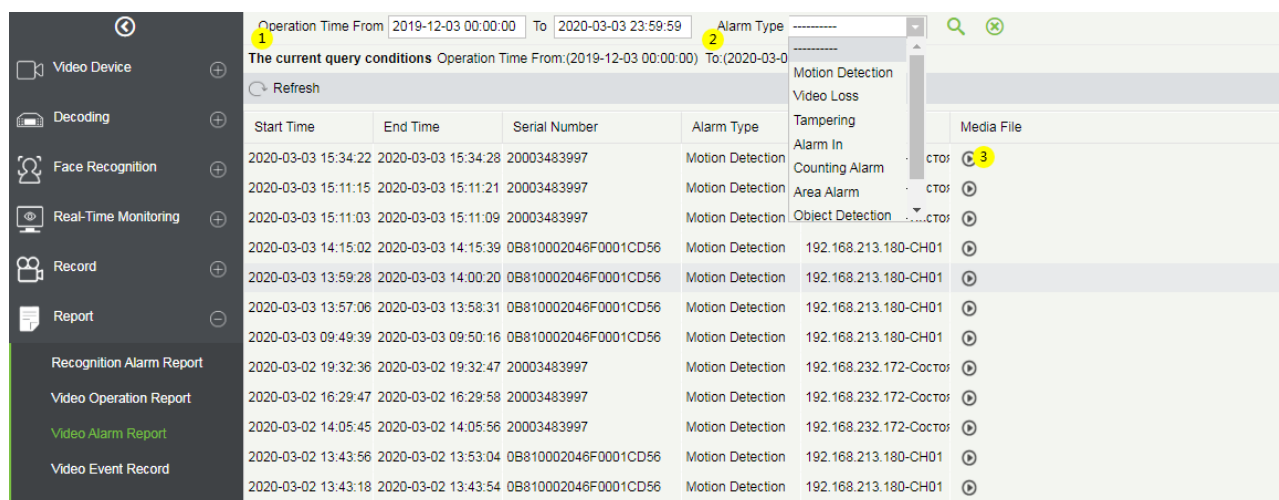 Operation Time From 2019-12-03 00:00:00 To 2020-03-03 23:59:59 Alarm Type ----------
1 2
The current query conditions Operation Time From:(2019-12-03 00:00:00) To:(2020-03-0
Refresh
----------
Motion Detection
Video Loss
Tampering
Alarm In
Counting Alarm
Area Alarm
Object Detection
Video Device
Decoding
Face Recognition
Real-Time Monitoring
Record
Report
Recognition Alarm Report
Video Operation Report
Video Alarm Report
Video Event Record
Start Time End Time Serial Number Alarm Type Media File
2020-03-03 15:34:22 2020-03-03 15:34:28 20003483997 Motion Detection 3
2020-03-03 15:11:15 2020-03-03 15:11:21 20003483997 Motion Detection
2020-03-03 15:11:03 2020-03-03 15:11:09 20003483997 Motion Detection
2020-03-03 14:15:02 2020-03-03 14:15:39 0B810002046F0001CD56 Motion Detection 192.168.213.180-CH01
2020-03-03 13:59:28 2020-03-03 14:00:20 0B810002046F0001CD56 Motion Detection 192.168.213.180-CH01
2020-03-03 13:57:06 2020-03-03 13:58:31 0B810002046F0001CD56 Motion Detection 192.168.213.180-CH01
2020-03-03 09:49:39 2020-03-03 09:50:16 0B810002046F0001CD56 Motion Detection 192.168.213.180-CH01
2020-03-02 19:32:36 2020-03-02 19:32:47 20003483997 Motion Detection 192.168.232.172-Состоя
2020-03-02 16:29:47 2020-03-02 16:29:58 20003483997 Motion Detection 192.168.232.172-Состоя
2020-03-02 14:05:45 2020-03-02 14:05:56 20003483997 Motion Detection 192.168.232.172-Состоя
2020-03-02 13:43:56 2020-03-02 13:53:04 0B810002046F0001CD56 Motion Detection 192.168.213.180-CH01
2020-03-02 13:43:18 2020-03-02 13:43:54 0B810002046F0001CD56 Motion Detection 192.168.213.180-CH01